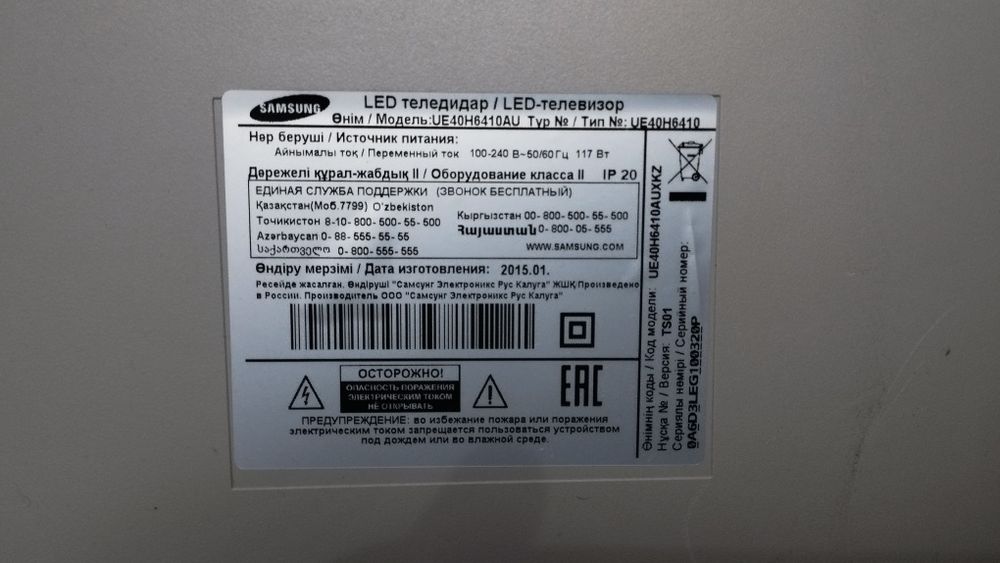 SAMSUNG
LED теледидар / LED-телевизор
Өнім / Модель:UE40H6410AU Түр № / Тип №: UE40H6410
Нәр беруші / Источник питания:
Айнымалы тоқ / Переменный ток 100-240 В~50/60Гц 117 Вт
Дәрежелі құрал-жабдық II / Оборудование класса II IP 20
ЕДИНАЯ СЛУЖБА ПОДДЕРЖКИ (ЗВОНОК БЕСПЛАТНЫЙ)
Қазақстан(Моб.7799) O'zbekiston
Точикистон 8-10- 800- 500- 55- 500
Кыргызстан 00- 800- 500- 55- 500
Azərbaycan 0- 88- 555- 55- 55
Հայաստան 0- 800- 05- 555
საქართველო 0- 800- 555- 555
WWW.SAMSUNG.COM
Өндіру мерзімі / Дата изготовления: 2015.01.
Ресейде жасалған. Өндіруші "Самсунг Электроникс Рус Калуга" ЖШҚ Произведено
в России. Производитель ООО "Самсунг Электроникс Рус Калуга"
ОСТОРОЖНО!
ОПАСНОСТЬ ПОРАЖЕНИЯ
ЭЛЕКТРИЧЕСКИМ ТОКОМ
НЕ ОТКРЫВАТЬ
EAC
ПРЕДУПРЕЖДЕНИЕ: во избежание пожара или поражения
электрическим током запрещается пользоваться устройством
под дождем или во влажной среде.
Өнімнің коды / Код модели: UE40H6410AUXKZ
Нұсқа № / Версия: TS01
Сериялы нөмірі / Серийный номер:
0A6D3LEG100320P